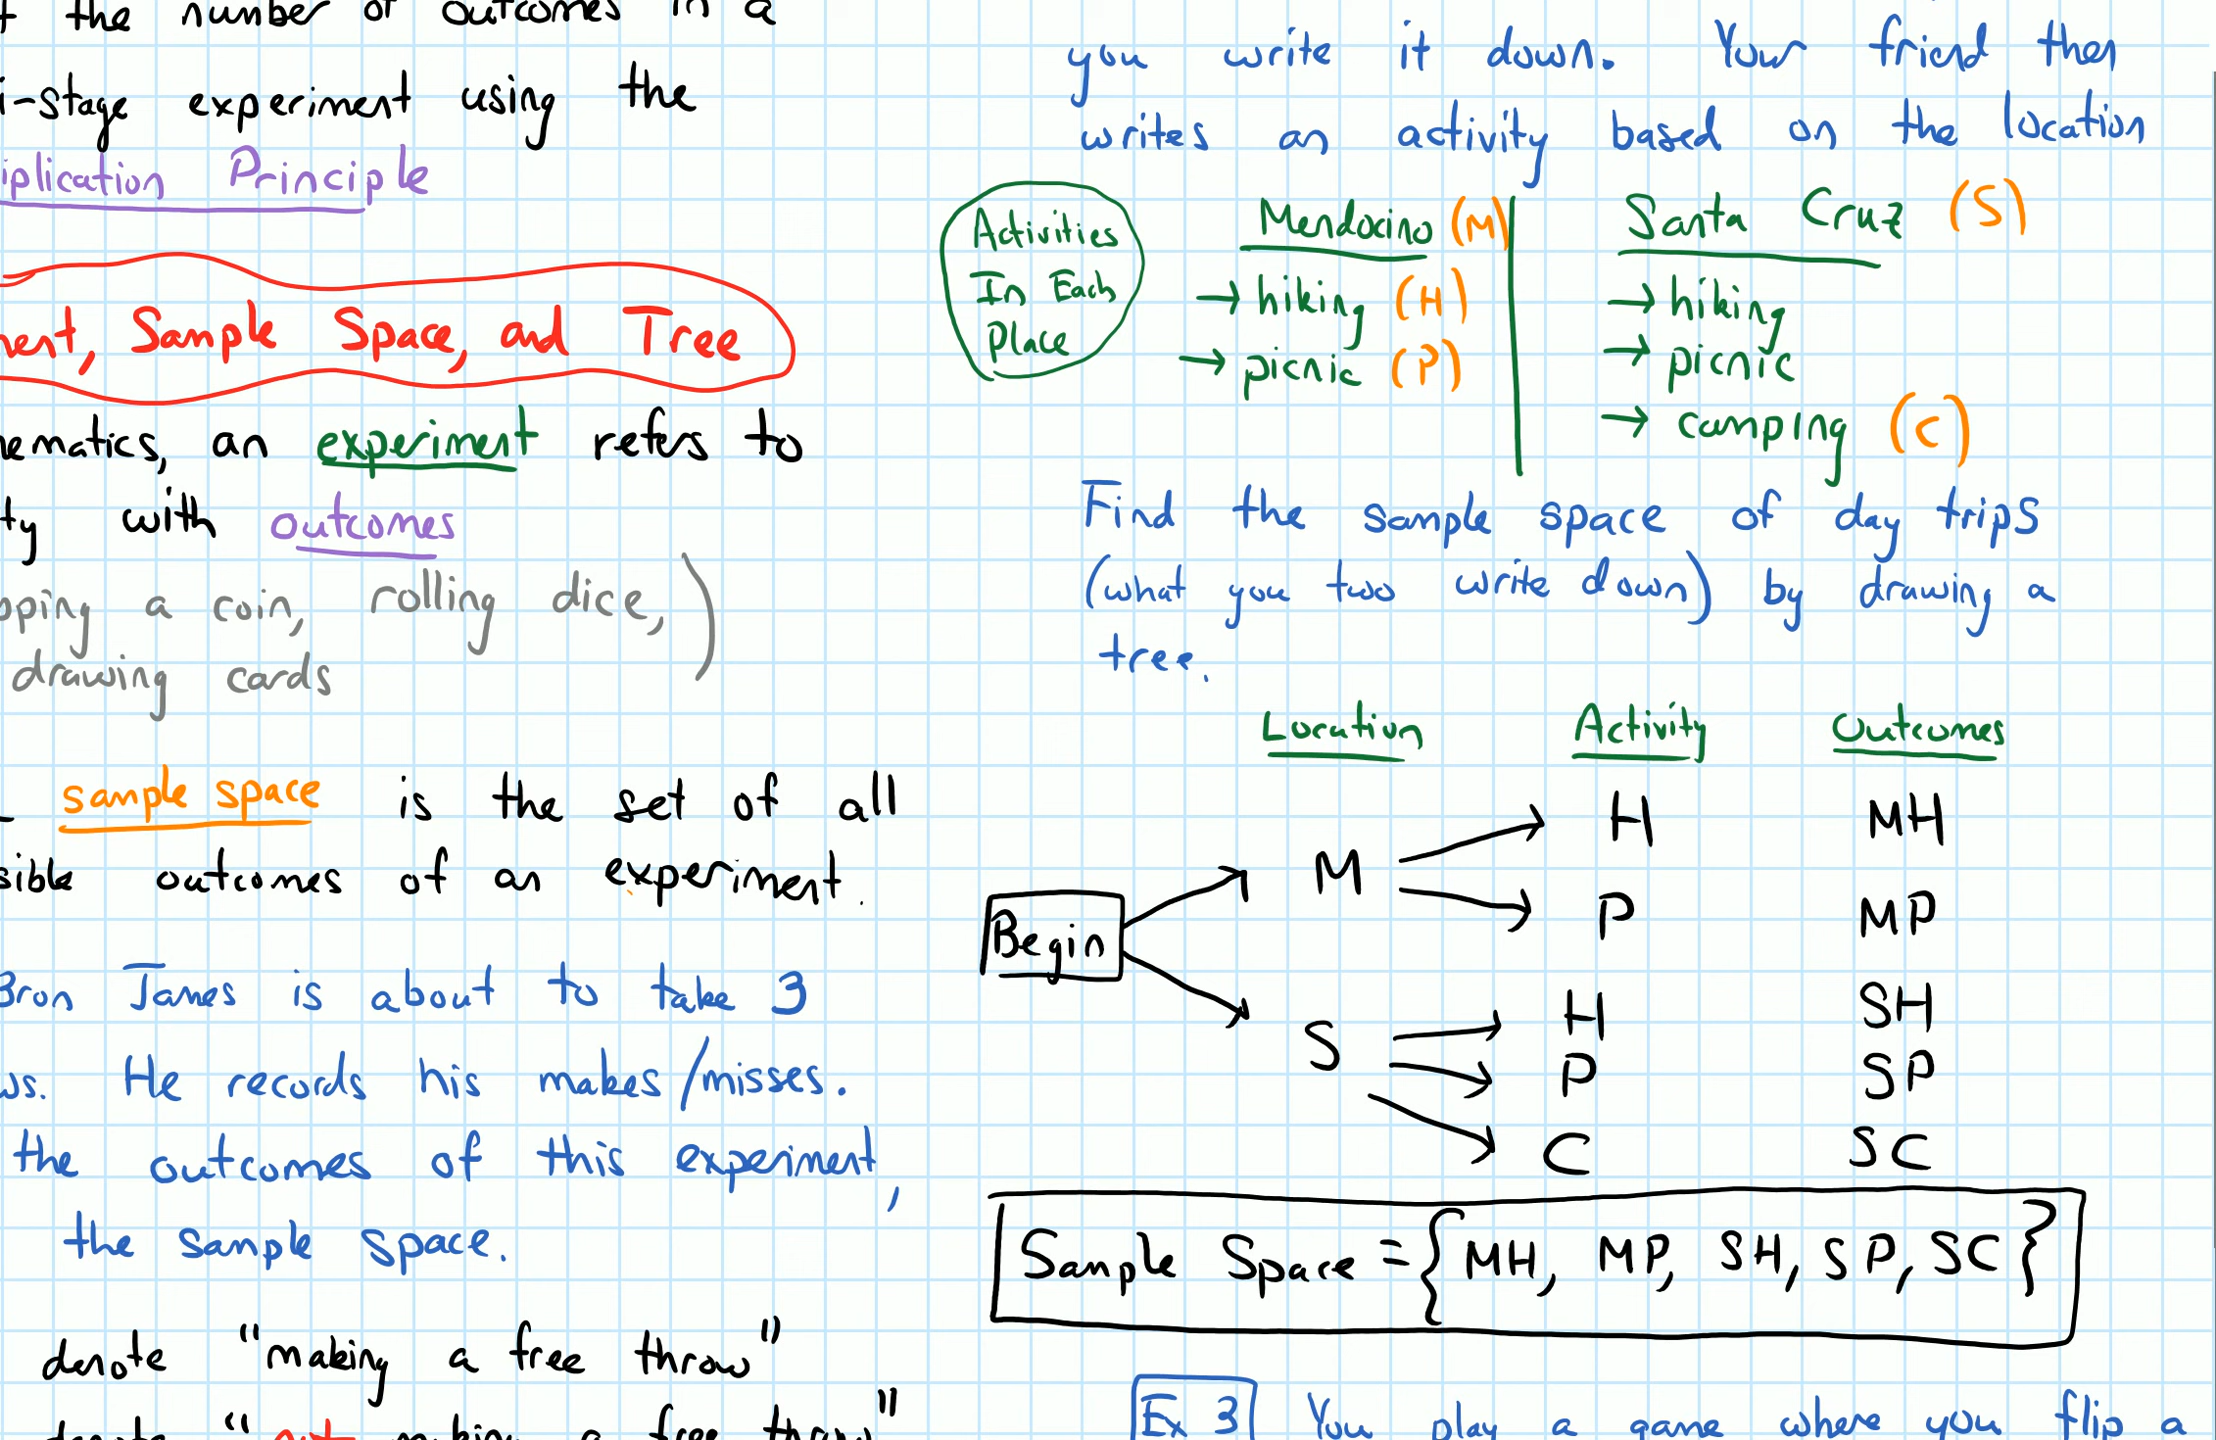 the number of outcomes in a
i-stage experiment using the
iplication Principle
ent, Sample Space, and Tree
ematics, an experiment refers to
ty with outcomes
pping a coin, rolling dice,)
drawing cards
sample space is the set of all
sible outcomes of an experiment.
Bron James is about to take 3
ws. He records his makes/misses.
the outcomes of this experiment,
the sample space.
denote "making a free throw"
denote "not making a free throw"
you write it down. Your friend then
writes an activity based on the location
Activities
In Each
Place
Mendocino (M)
→ hiking (H)
→ picnic (P)
Santa Cruz (S)
→ hiking
→ picnic
→ camping (C)
Find the sample space of day trips
(what you two write down) by drawing a
tree.
Location Activity Outcomes
H MH
M
P MP
Begin
H SH
S
P SP
C SC
Sample Space = {MH, MP, SH, SP, SC}
Ex 3 You play a game where you flip a